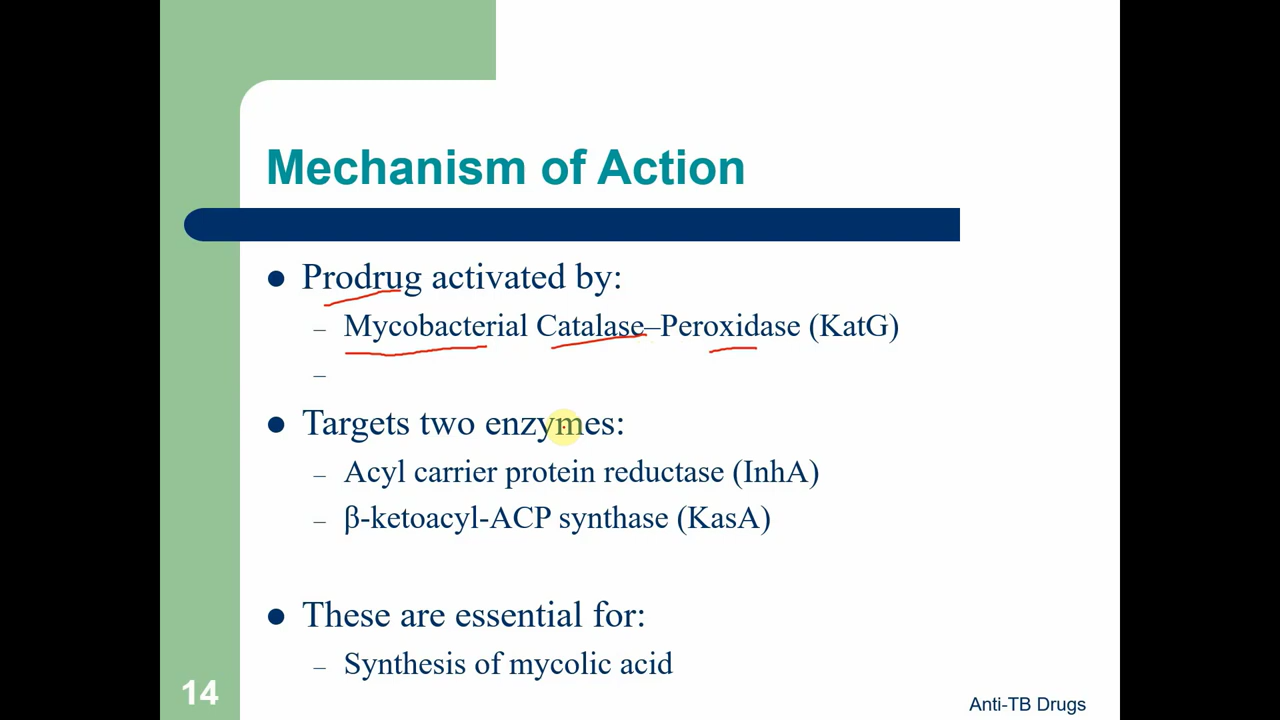 Mechanism of Action
● Prodrug activated by:
– Mycobacterial Catalase–Peroxidase (KatG)
–
● Targets two enzymes:
– Acyl carrier protein reductase (InhA)
– β-ketoacyl-ACP synthase (KasA)
● These are essential for:
– Synthesis of mycolic acid
14
Anti-TB Drugs